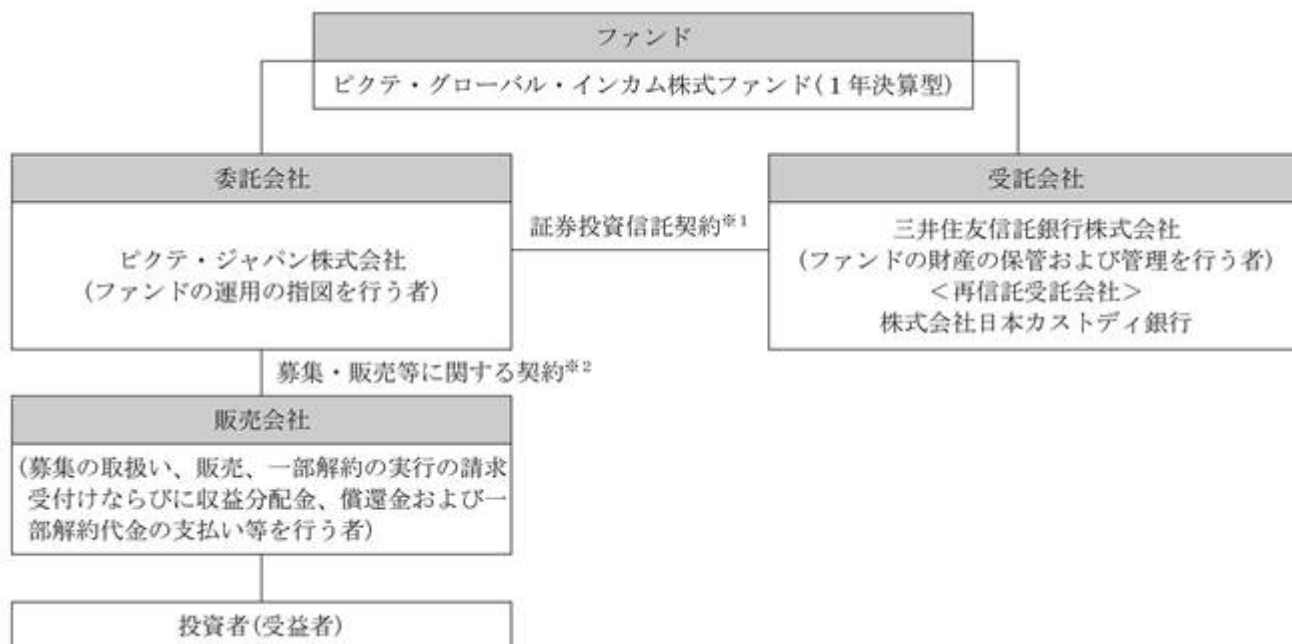 ファンド
ピクテ・グローバル・インカム株式ファンド(1年決算型)
委託会社
ピクテ・ジャパン株式会社
(ファンドの運用の指図を行う者)
証券投資信託契約※1
受託会社
三井住友信託銀行株式会社
(ファンドの財産の保管および管理を行う者)
<再信託受託会社>
株式会社日本カストディ銀行
募集・販売等に関する契約※2
販売会社
(募集の取扱い、販売、一部解約の実行の請求
受付けならびに収益分配金、償還金および一
部解約代金の支払い等を行う者)
投資者(受益者)